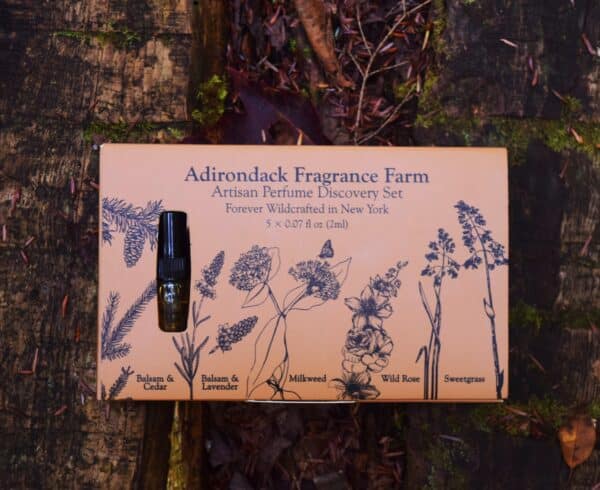 Adirondack Fragrance Farm
Artisan Perfume Discovery Set
Forever Wildcrafted in New York
5 × 0.07 fl oz (2ml)
Balsam &
Cedar
Balsam &
Lavender
Milkweed
Wild Rose
Sweetgrass